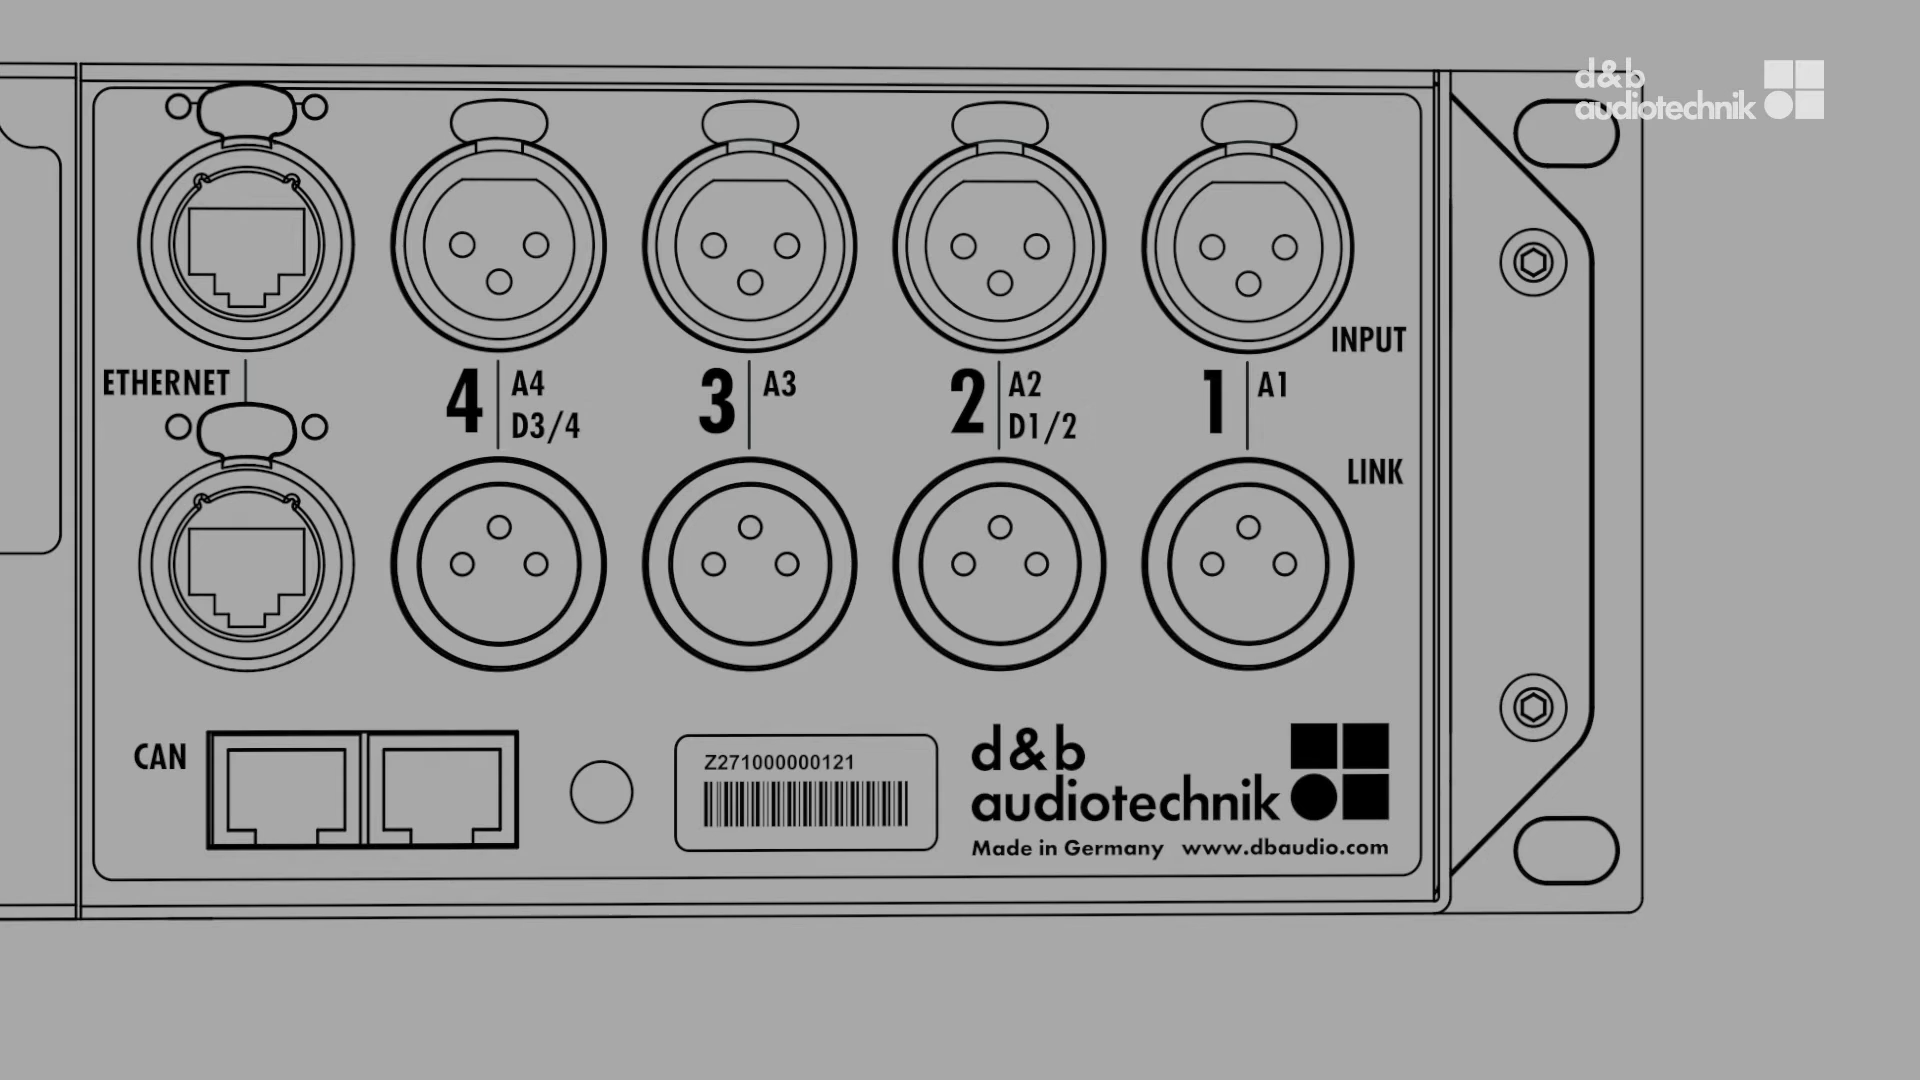 d&b
audiotechnik
INPUT
ETHERNET
4 A4
D3/4
3 A3
2 A2
D1/2
1 A1
LINK
CAN
Z271000000121
d&b
audiotechnik
Made in Germany www.dbaudio.com